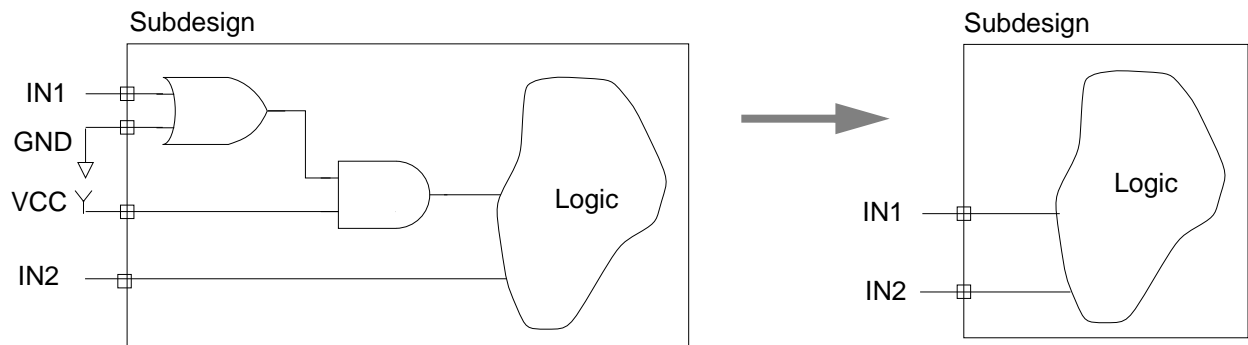 Subdesign
IN1
GND
VCC
IN2
Logic
Subdesign
IN1
IN2
Logic